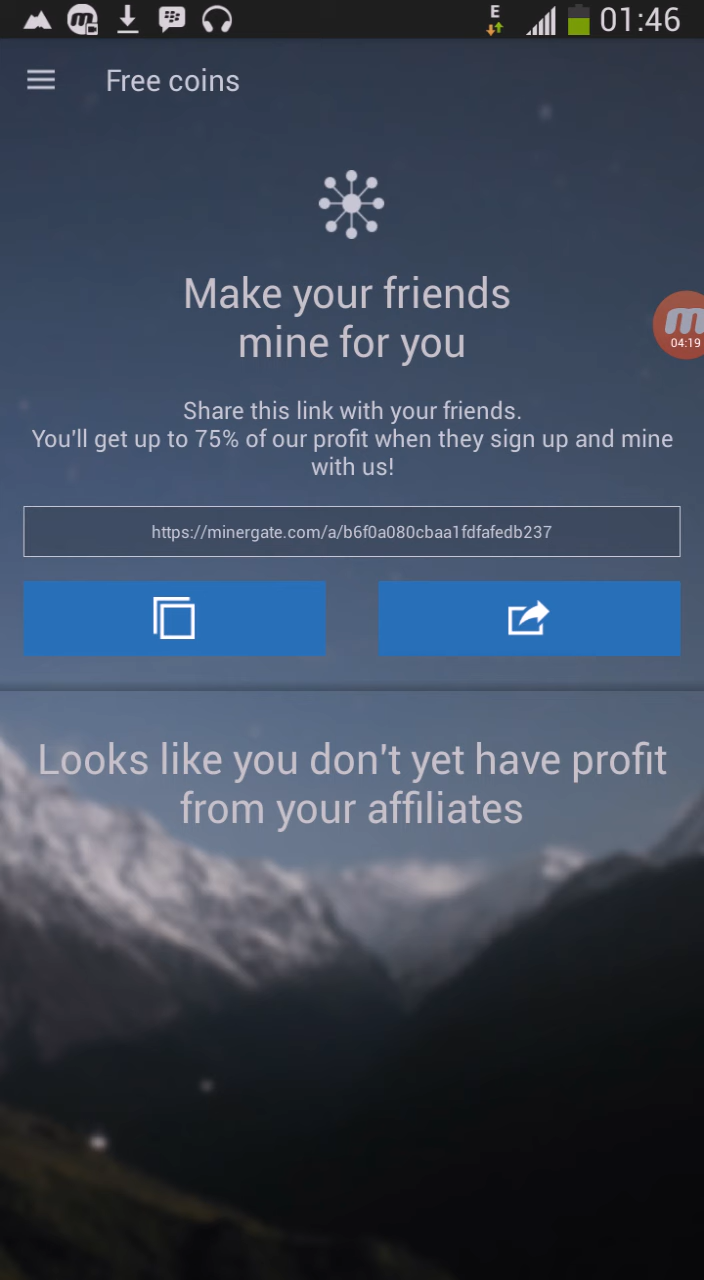 E
01:46
Free coins
Make your friends
mine for you
m
04:19
Share this link with your friends.
You'll get up to 75% of our profit when they sign up and mine
with us!
https://minergate.com/a/b6f0a080cbaa1fdfafedb237
Looks like you don't yet have profit
from your affiliates